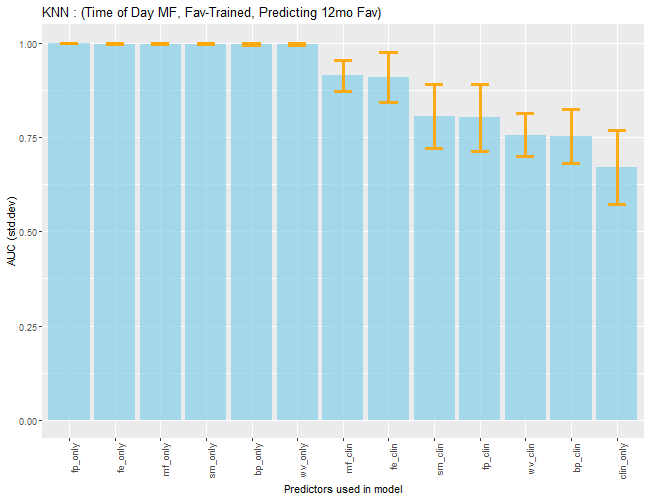 KNN : (Time of Day MF, Fav-Trained, Predicting 12mo Fav)
AUC (std.dev)
1.00
0.75
0.50
0.25
0.00
fp_only
fe_only
mf_only
sm_only
bp_only
wv_only
mf_clin
fe_clin
sm_clin
fp_clin
wv_clin
bp_clin
clin_only
Predictors used in model